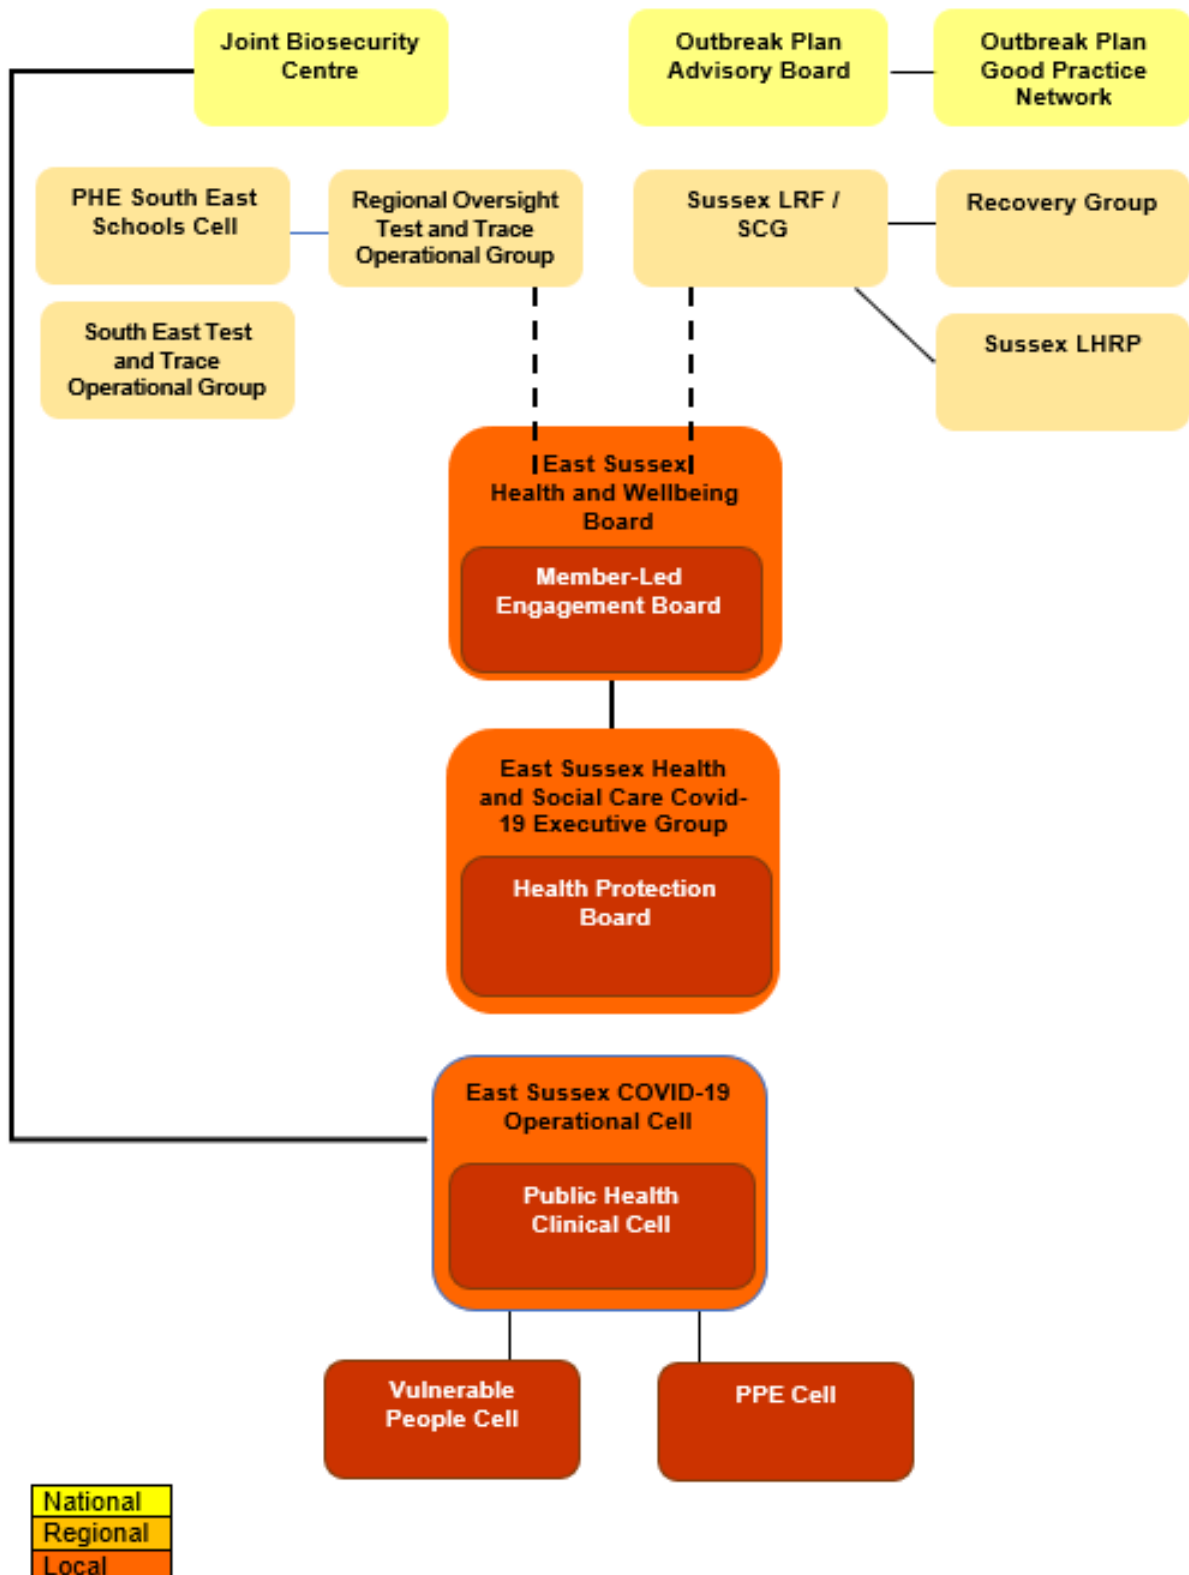 Joint Biosecurity
Centre
Outbreak Plan
Advisory Board
Outbreak Plan
Good Practice
Network
PHE South East
Schools Cell
Regional Oversight
Test and Trace
Operational Group
Sussex LRF /
SCG
Recovery Group
South East Test
and Trace
Operational Group
Sussex LHRP
East Sussex
Health and Wellbeing
Board
Member-Led
Engagement Board
East Sussex Health
and Social Care Covid-
19 Executive Group
Health Protection
Board
East Sussex COVID-19
Operational Cell
Public Health
Clinical Cell
Vulnerable
People Cell
PPE Cell
National
Regional
Local